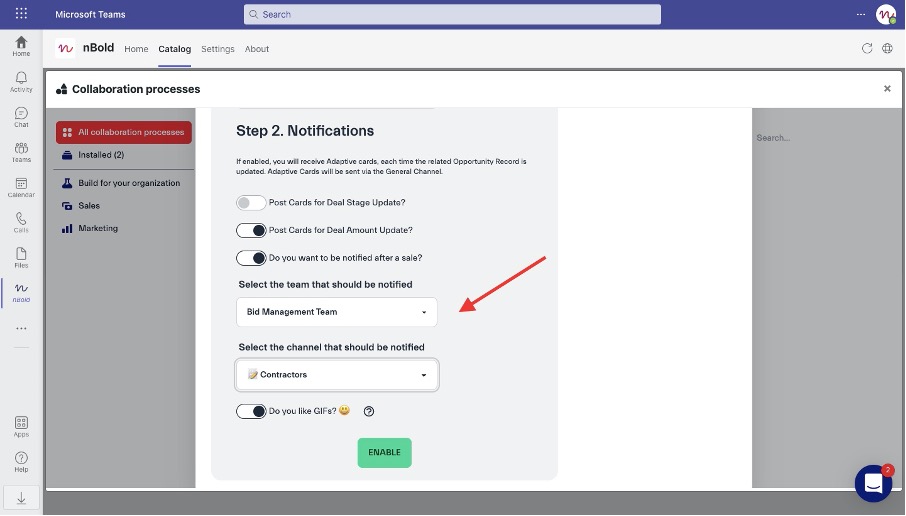 Microsoft Teams
Search
Home
Activity
Chat
Teams
Calendar
Calls
Files
nBold
Apps
Help
nBold
Home
Catalog
Settings
About
Collaboration processes
All collaboration processes
Installed (2)
Build for your organization
Sales
Marketing
Search...
Step 2. Notifications
If enabled, you will receive Adaptive cards, each time the related Opportunity Record is
updated. Adaptive Cards will be sent via the General Channel.
Post Cards for Deal Stage Update?
Post Cards for Deal Amount Update?
Do you want to be notified after a sale?
Select the team that should be notified
Bid Management Team
Select the channel that should be notified
📝 Contractors
Do you like GIFs? 😃
ENABLE
2